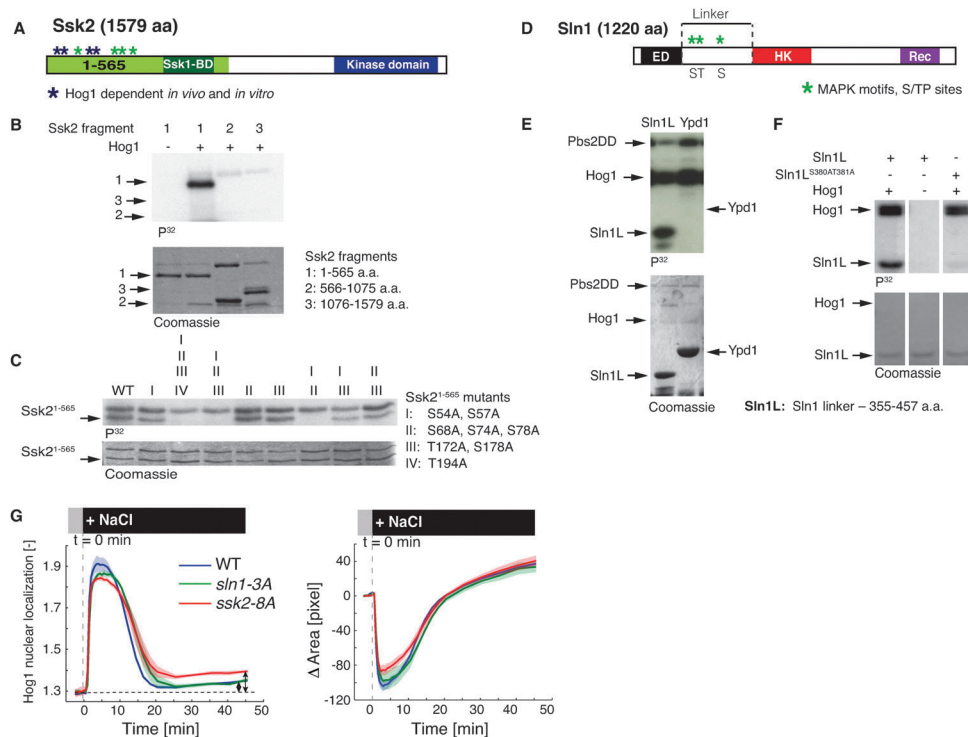 A
Ssk2 (1579 aa)
** * ** ***
1-565
Ssk1-BD
Kinase domain
* Hog1 dependent in vivo and in vitro
B
Ssk2 fragment 1 1 2 3
Hog1 - + + +
1
3
2
P32
1
3
2
Coomassie
Ssk2 fragments
1: 1-565 a.a.
2: 566-1075 a.a.
3: 1076-1579 a.a.
C
I
II I I
III II I I II
WT I IV III II III II III III
Ssk2 1-565
P32
Ssk2 1-565
Coomassie
Ssk2 1-565 mutants
I: S54A, S57A
II: S68A, S74A, S78A
III: T172A, S178A
IV: T194A
D
Sln1 (1220 aa)
Linker
** *
ED
HK
Rec
ST S
* MAPK motifs, S/TP sites
E
Sln1L Ypd1
Pbs2DD
Hog1
Ypd1
Sln1L
P32
Pbs2DD
Hog1
Ypd1
Sln1L
Coomassie
F
Sln1L + + -
Sln1L S380AT381A - - +
Hog1 + - +
Hog1
Sln1L
P32
Hog1
Sln1L
Coomassie
Sln1L: Sln1 linker – 355-457 a.a.
G
+ NaCl
t = 0 min
Hog1 nuclear localization [-]
1.9
1.7
1.5
1.3
WT
sln1-3A
ssk2-8A
0 10 20 30 40 50
Time [min]
+ NaCl
t = 0 min
Δ Area [pixel]
40
0
-40
-80
-120
0 10 20 30 40 50
Time [min]